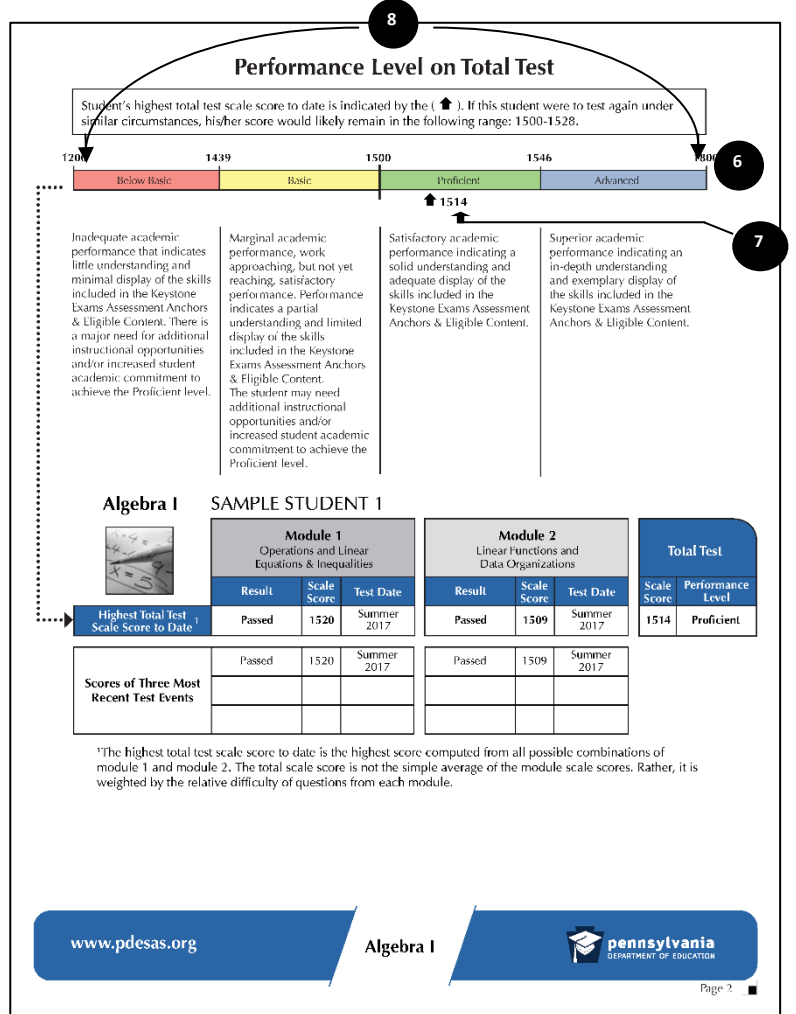 8
Performance Level on Total Test
Student's highest total test scale score to date is indicated by the ( ). If this student were to test again under
similar circumstances, his/her score would likely remain in the following range: 1500-1528.
1200 1439 1500 1546 1800
6
Below Basic Basic Proficient Advanced
1514
7
Inadequate academic
performance that indicates
little understanding and
minimal display of the skills
included in the Keystone
Exams Assessment Anchors
& Eligible Content. There is
a major need for additional
instructional opportunities
and/or increased student
academic commitment to
achieve the Proficient level.
Marginal academic
performance, work
approaching, but not yet
reaching, satisfactory
performance. Performance
indicates a partial
understanding and limited
display of the skills
included in the Keystone
Exams Assessment Anchors
& Eligible Content.
The student may need
additional instructional
opportunities and/or
increased student academic
commitment to achieve the
Proficient level.
Satisfactory academic
performance indicating a
solid understanding and
adequate display of the
skills included in the
Keystone Exams Assessment
Anchors & Eligible Content.
Superior academic
performance indicating an
in-depth understanding
and exemplary display of
the skills included in the
Keystone Exams Assessment
Anchors & Eligible Content.
Algebra I SAMPLE STUDENT 1
Module 1
Operations and Linear
Equations & Inequalities
Module 2
Linear Functions and
Data Organizations
Total Test
Result Scale Score Test Date Result Scale Score Test Date Scale Score Performance Level
Highest Total Test
Scale Score to Date 1
Passed 1520 Summer 2017 Passed 1509 Summer 2017 1514 Proficient
Scores of Three Most
Recent Test Events
Passed 1520 Summer 2017 Passed 1509 Summer 2017
¹The highest total test scale score to date is the highest score computed from all possible combinations of
module 1 and module 2. The total scale score is not the simple average of the module scale scores. Rather, it is
weighted by the relative difficulty of questions from each module.
www.pdesas.org
Algebra I
pennsylvania
DEPARTMENT OF EDUCATION
Page 2